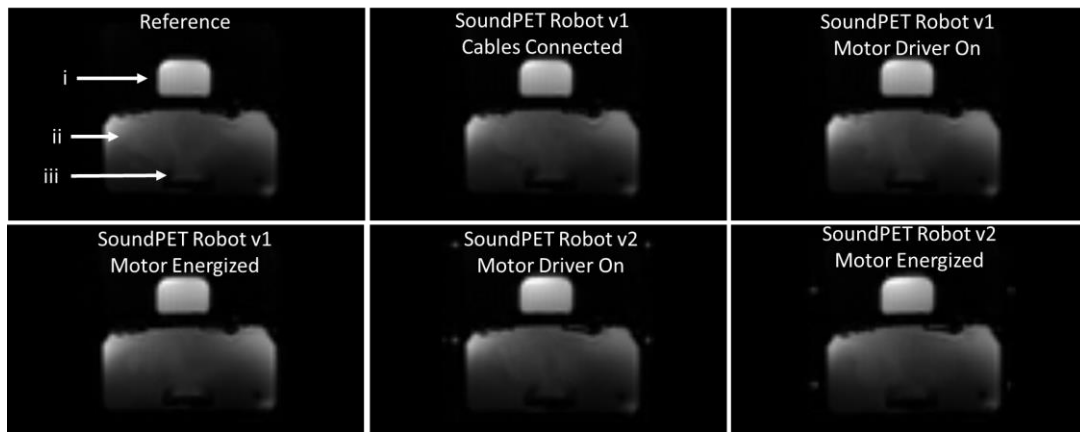 Reference
i
ii
iii
SoundPET Robot v1
Cables Connected
SoundPET Robot v1
Motor Driver On
SoundPET Robot v1
Motor Energized
SoundPET Robot v2
Motor Driver On
SoundPET Robot v2
Motor Energized